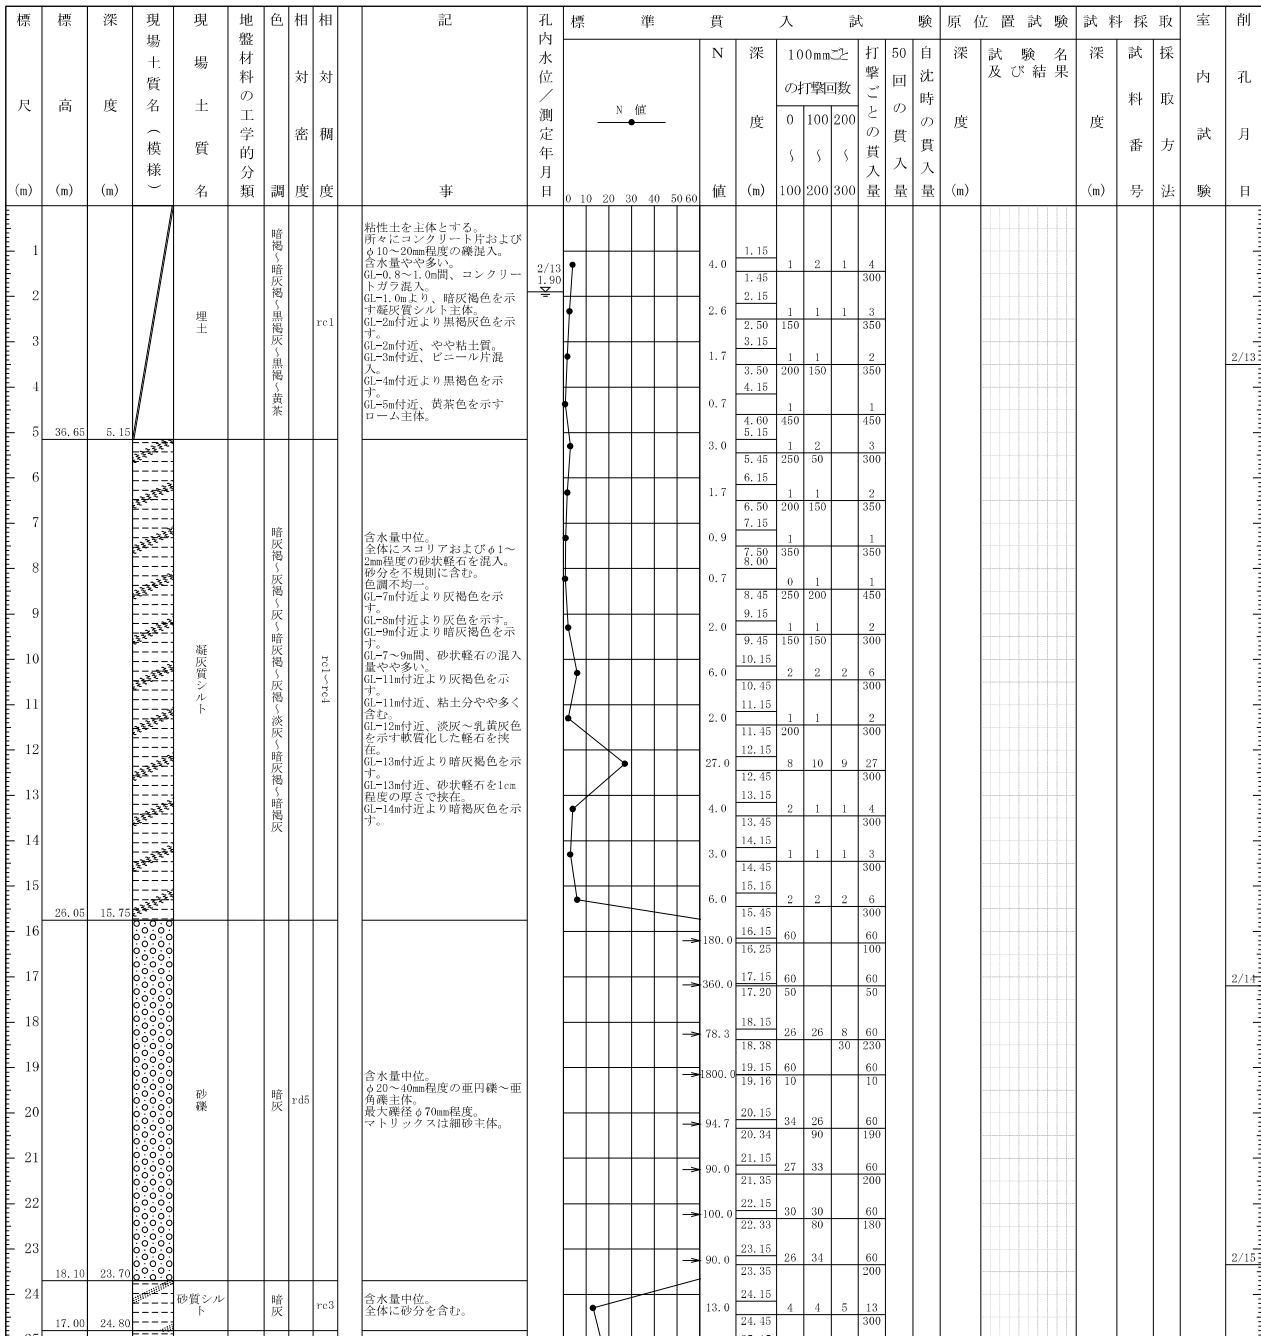 標尺(m)
標高(m)
深度(m)
現場土質名(模様)
現場土質名
地盤材料の工学的分類
色調
相対密度
相対稠度
記事
孔内水位／測定年月日
標準貫入試験
N 値
0 10 20 30 40 50 60
N値
深度(m)
100mmごとの打撃回数
0～100
100～200
200～300
打撃ごとの貫入量
50回の貫入量
自沈時の貫入量
原位置試験
深度(m)
試験名及び結果
試料採取
深度(m)
試料番号
採取方法
室内試験
削孔月日
36.65 5.15
埋土
暗褐～暗灰褐～黒褐灰～黒褐～黄茶
rc1
粘性土を主体とする。
所々にコンクリート片および
φ10～20mm程度の礫混入。
含水量やや多い。
GL-0.8～1.0m間、コンクリー
トガラ混入。
GL-1.0mより、暗灰褐色を示
す凝灰質シルト主体。
GL-2m付近より黒褐灰色を示
す。
GL-2m付近、やや粘土質。
GL-3m付近、ビニール片混
入。
GL-4m付近より黒褐色を示
す。
GL-5m付近、黄茶色を示す
ローム主体。
2/13
1.90
26.05 15.75
凝灰質シルト
暗灰褐～灰褐～灰～暗灰褐～灰褐～淡灰～暗灰褐～暗褐灰
rc1～rc4
含水量中位。
全体にスコリアおよびφ1～
2mm程度の砂状軽石を混入。
砂分を不規則に含む。
色調不均一。
GL-7m付近より灰褐色を示
す。
GL-8m付近より灰色を示す。
GL-9m付近より暗灰褐色を示
す。
GL-7～9m間、砂状軽石の混入
量やや多い。
GL-11m付近より灰褐色を示
す。
GL-11m付近、粘土分やや多く
含む。
GL-12m付近、淡灰～乳黄灰色
を示す軟質化した軽石を挟
在。
GL-13m付近より暗灰褐色を示
す。
GL-13m付近、砂状軽石を1cm
程度の厚さで挟在。
GL-14m付近より暗褐灰色を示
す。
18.10 23.70
砂礫
暗灰
rd5
含水量中位。
φ20～40mm程度の亜円礫～亜
角礫主体。
最大礫径φ70mm程度。
マトリックスは細砂主体。
17.00 24.80
砂質シルト
暗灰
rc3
含水量中位。
全体に砂分を含む。
1
2
3
4
5
6
7
8
9
10
11
12
13
14
15
16
17
18
19
20
21
22
23
24
4.0 1.15 1 2 1 4
1.45 300
2.6 2.15 1 1 1 3
2.50 150 350
1.7 3.15 1 1 2
3.50 200 150 350
0.7 4.15 1 1
4.60 450 450
3.0 5.15 1 2 3
5.45 250 50 300
1.7 6.15 1 1 2
6.50 200 150 350
0.9 7.15 1 1
7.50 350 350
0.7 8.00 0 1 1
8.45 250 200 450
2.0 9.15 1 1 2
9.45 150 150 300
6.0 10.15 2 2 2 6
10.45 300
2.0 11.15 1 1 2
11.45 200 300
27.0 12.15 8 10 9 27
12.45 300
4.0 13.15 2 1 1 4
13.45 300
3.0 14.15 1 1 1 3
14.45 300
6.0 15.15 2 2 2 6
15.45 300
180.0 16.15 60 60
16.25 100
360.0 17.15 60 60
17.20 50 50
78.3 18.15 26 26 8 60
18.38 30 230
1800.0 19.15 60 60
19.16 10 10
94.7 20.15 34 26 60
20.34 90 190
90.0 21.15 27 33 60
21.35 200
100.0 22.15 30 30 60
22.33 80 180
90.0 23.15 26 34 60
23.35 200
13.0 24.15 4 4 5 13
24.45 300
2/13
2/14
2/15